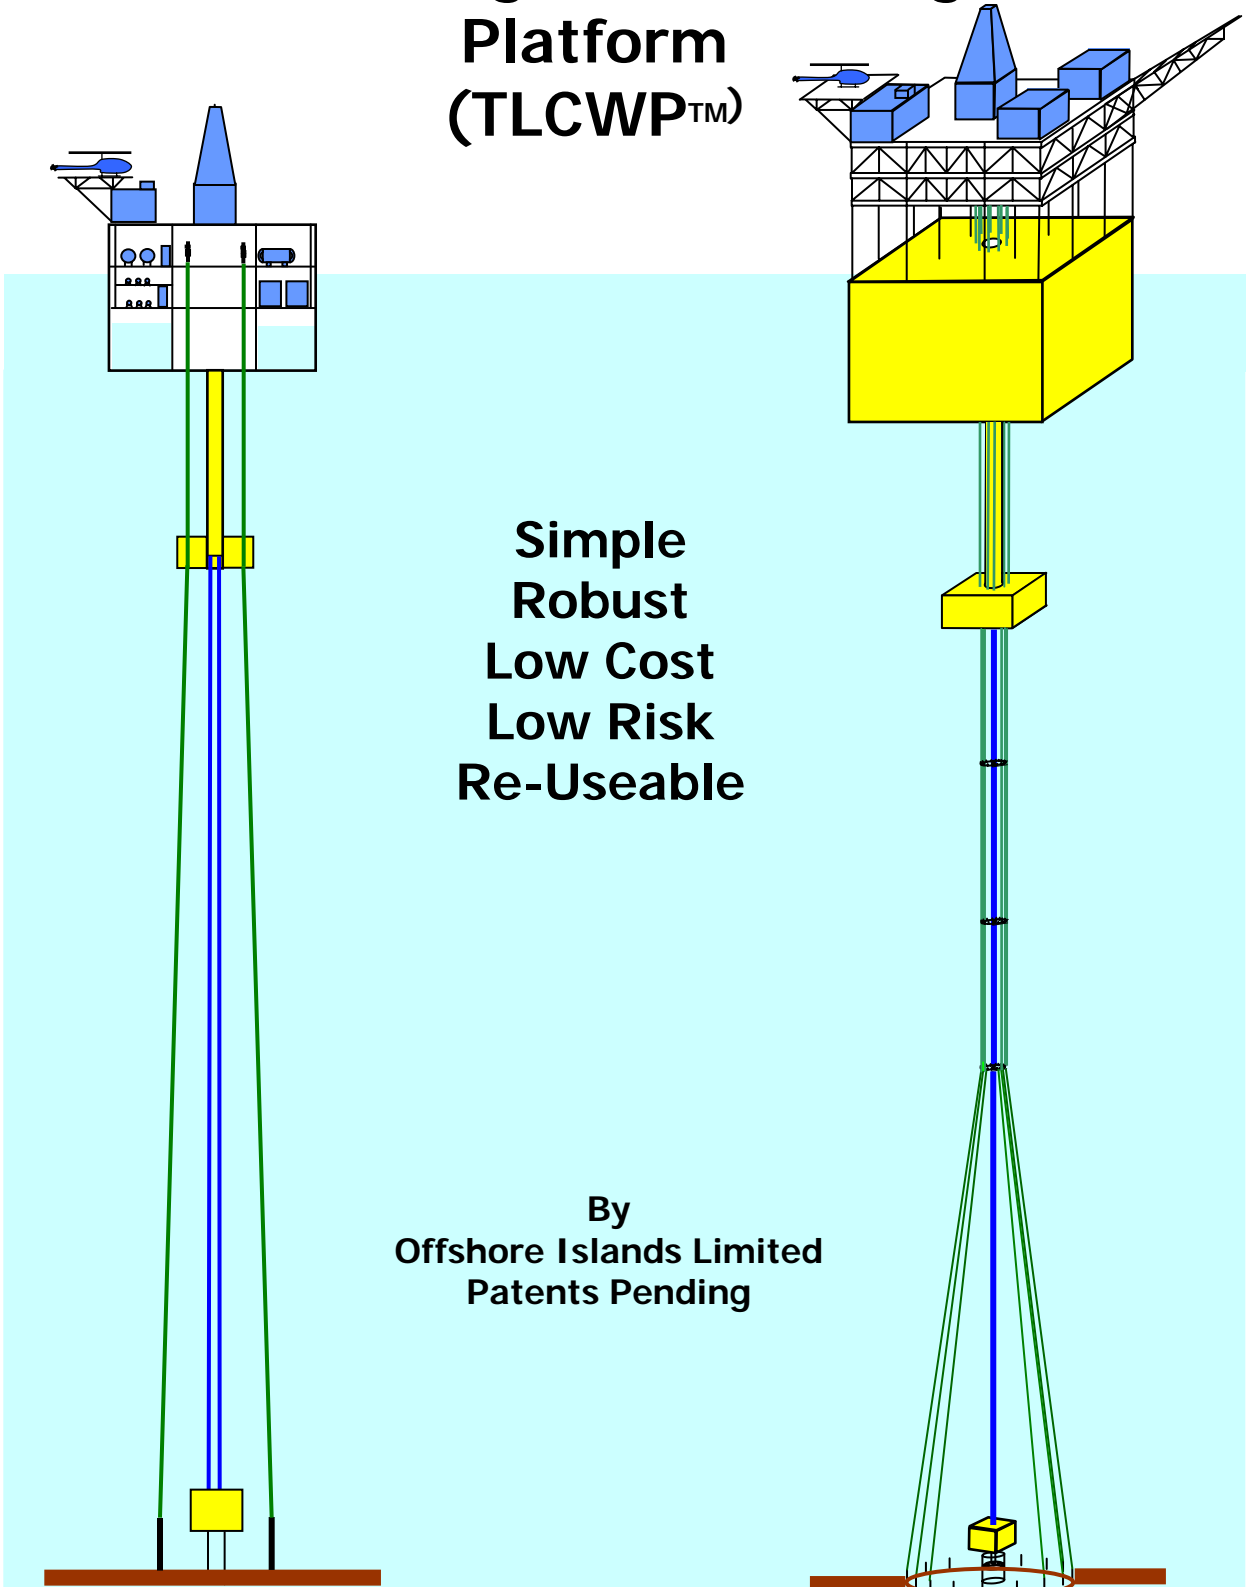 Platform
(TLCWP™)
Simple
Robust
Low Cost
Low Risk
Re-Useable
By
Offshore Islands Limited
Patents Pending